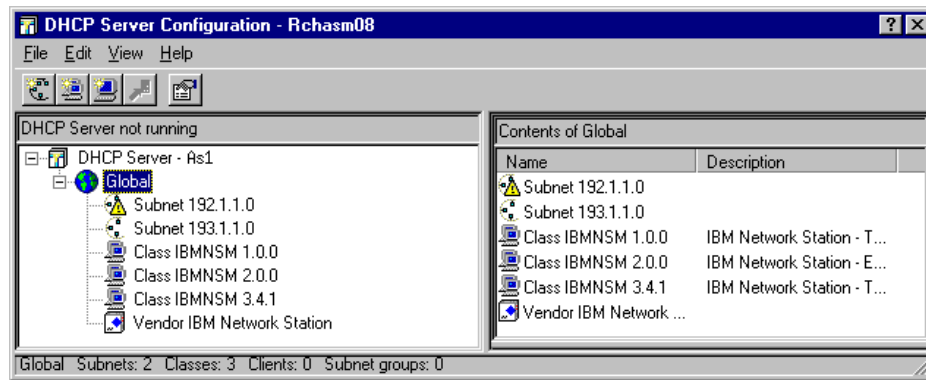 DHCP Server Configuration - Rchasm08
File Edit View Help
DHCP Server not running
Contents of Global
DHCP Server - As1
Global
Subnet 192.1.1.0
Subnet 193.1.1.0
Class IBMNSM 1.0.0
Class IBMNSM 2.0.0
Class IBMNSM 3.4.1
Vendor IBM Network Station
Name Description
Subnet 192.1.1.0
Subnet 193.1.1.0
Class IBMNSM 1.0.0 IBM Network Station - T...
Class IBMNSM 2.0.0 IBM Network Station - E...
Class IBMNSM 3.4.1 IBM Network Station - T...
Vendor IBM Network ...
Global Subnets: 2 Classes: 3 Clients: 0 Subnet groups: 0